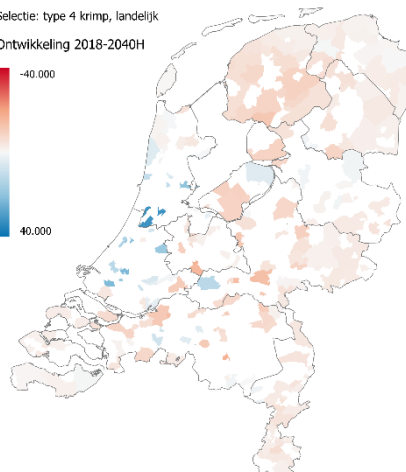 Selectie: type 4 krimp, landelijk
Ontwikkeling 2018-2040H
-40.000
40.000